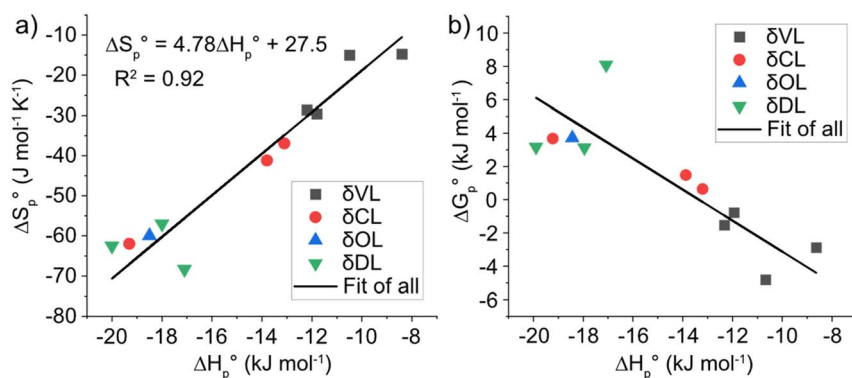 a)
ΔSₚ° = 4.78ΔHₚ° + 27.5
R² = 0.92
-10
-20
-30
-40
-50
-60
-70
-80
ΔSₚ° (J mol⁻¹ K⁻¹)
δVL
δCL
δOL
δDL
Fit of all
-20 -18 -16 -14 -12 -10 -8
ΔHₚ° (kJ mol⁻¹)
b)
8
6
4
2
0
-2
-4
-6
ΔGₚ° (kJ mol⁻¹)
δVL
δCL
δOL
δDL
Fit of all
-20 -18 -16 -14 -12 -10 -8
ΔHₚ° (kJ mol⁻¹)